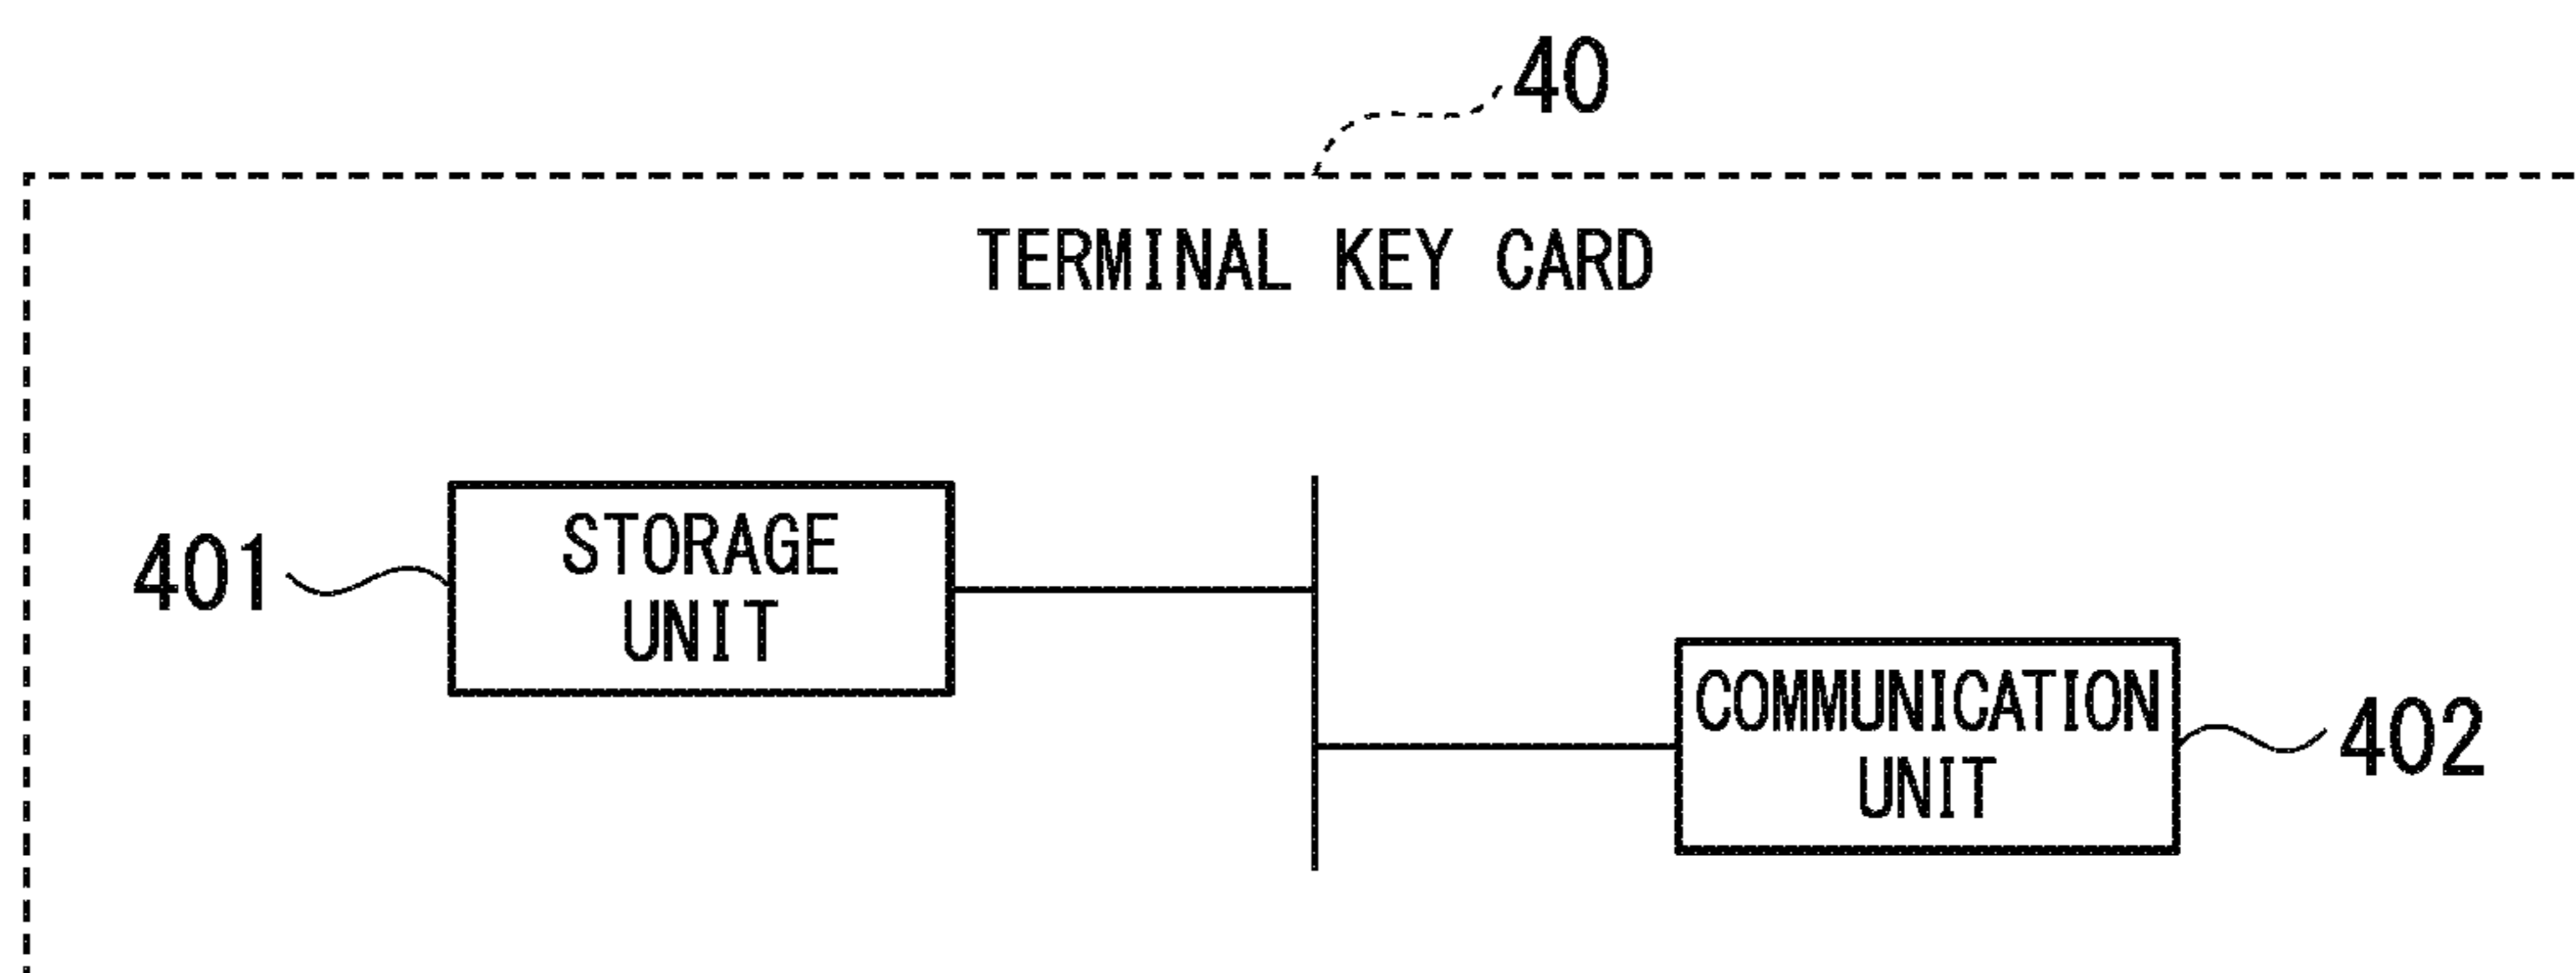 40
TERMINAL KEY CARD
401
STORAGE
UNIT
COMMUNICATION
UNIT
402